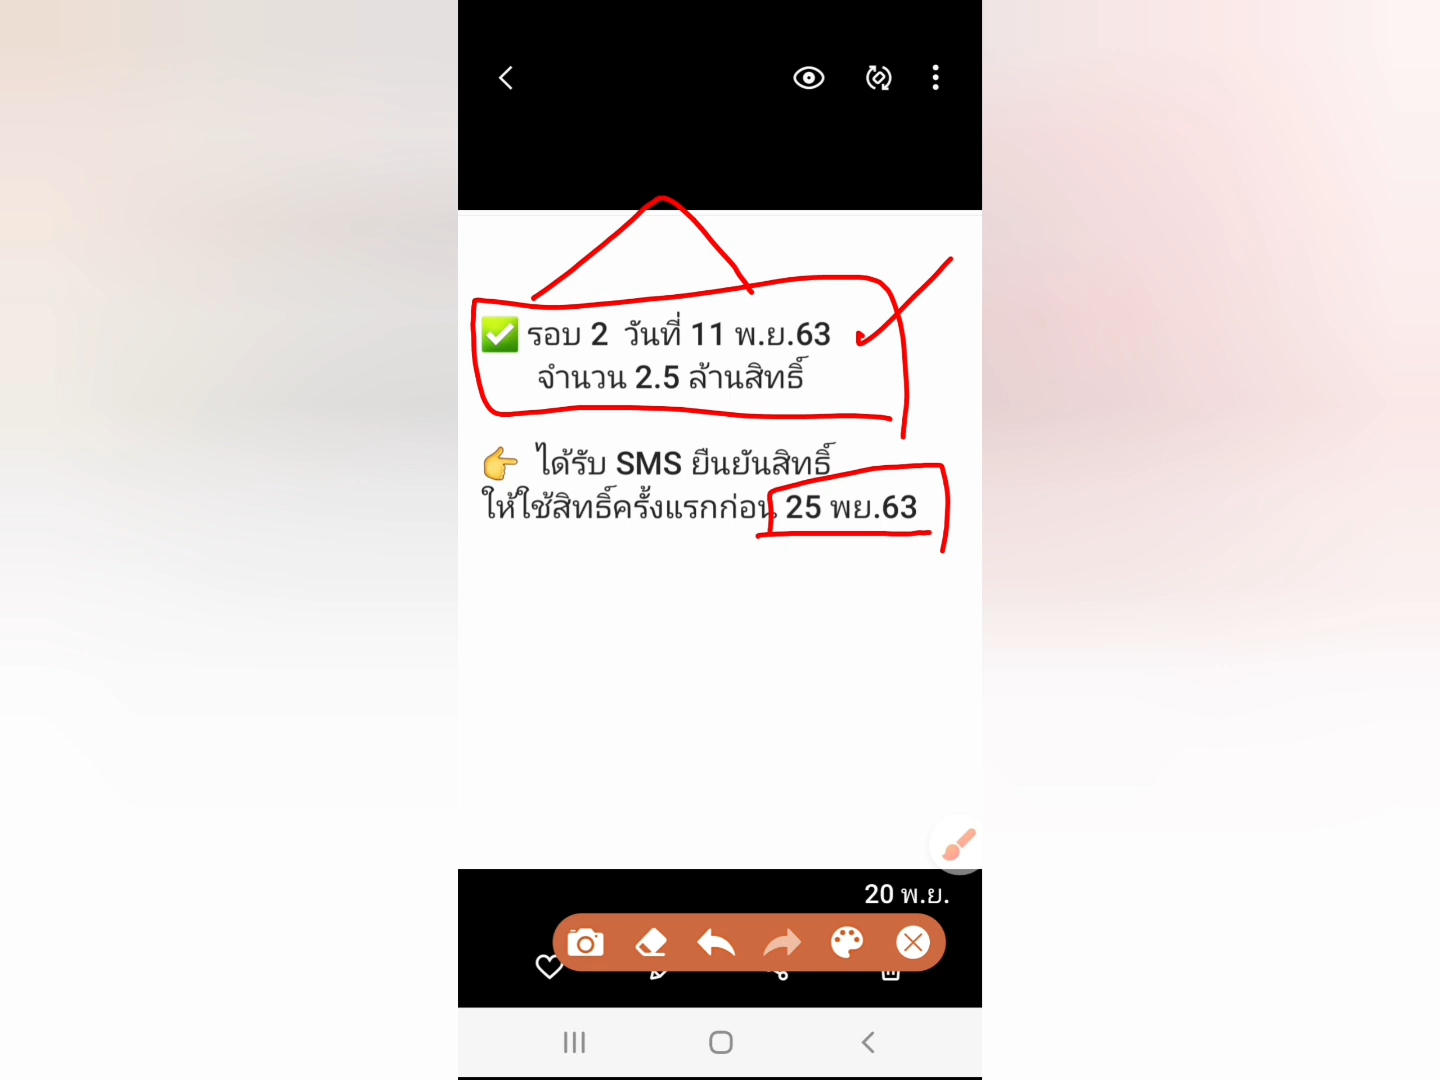 ✅ รอบ 2 วันที่ 11 พ.ย.63
จำนวน 2.5 ล้านสิทธิ์
👉 ได้รับ SMS ยืนยันสิทธิ์
ให้ใช้สิทธิ์ครั้งแรกก่อน 25 พย.63
20 พ.ย.